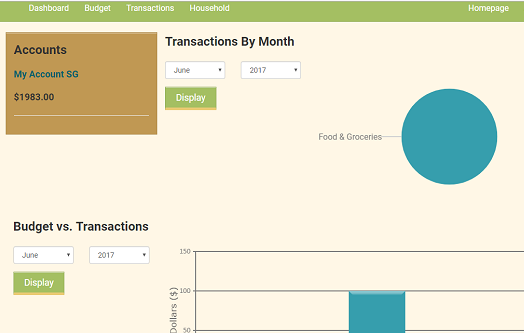 Dashboard Budget Transactions Household Homepage
Accounts
My Account SG
$1983.00
Transactions By Month
June 2017
Display
Food & Groceries
Budget vs. Transactions
June 2017
Display
150
100
50
Dollars ($)